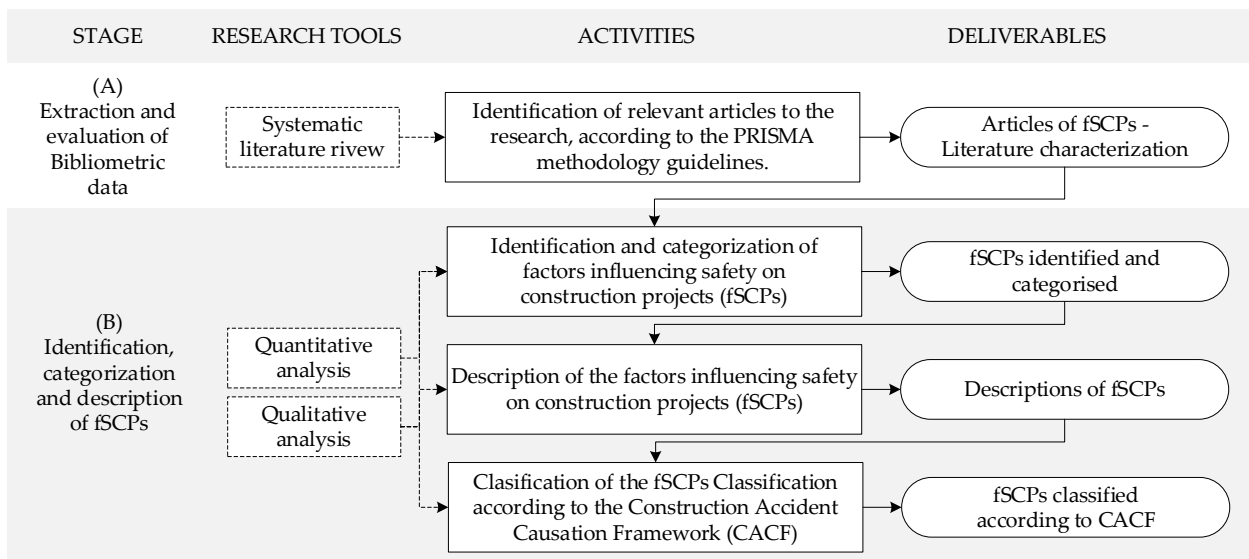 STAGE
RESEARCH TOOLS
ACTIVITIES
DELIVERABLES
(A)
Extraction and
evaluation of
Bibliometric
data
Systematic
literature rivew
Identification of relevant articles to the
research, according to the PRISMA
methodology guidelines.
Articles of fSCPs -
Literature characterization
(B)
Identification,
categorization
and description
of fSCPs
Quantitative
analysis
Qualitative
analysis
Identification and categorization of
factors influencing safety on
construction projects (fSCPs)
fSCPs identified and
categorised
Description of the factors influencing safety
on construction projects (fSCPs)
Descriptions of fSCPs
Clasification of the fSCPs Classification
according to the Construction Accident
Causation Framework (CACF)
fSCPs classified
according to CACF